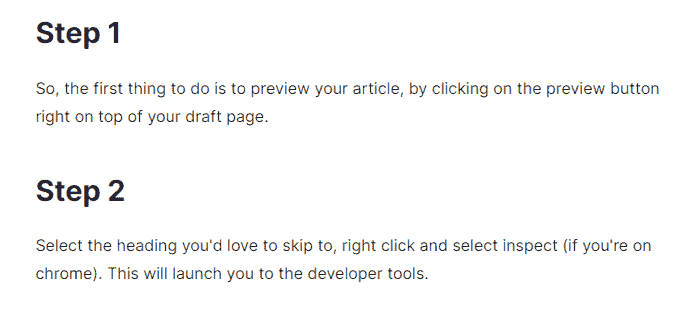 Step 1
So, the first thing to do is to preview your article, by clicking on the preview button
right on top of your draft page.
Step 2
Select the heading you'd love to skip to, right click and select inspect (if you're on
chrome). This will launch you to the developer tools.